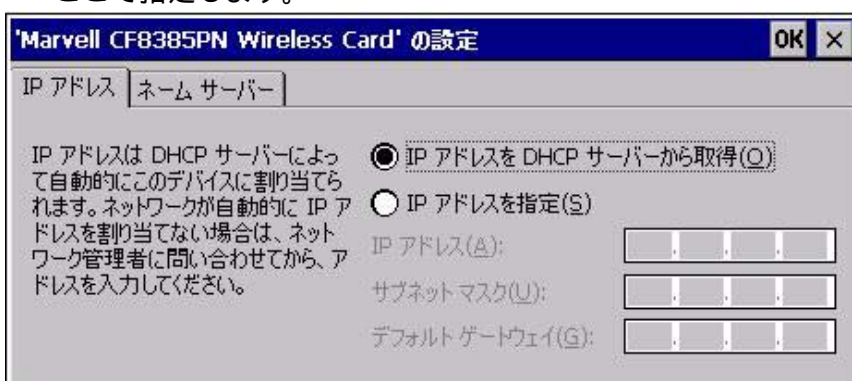 ここで指定します。
'Marvell CF8385PN Wireless Card' の設定
OK ×
IP アドレス
ネーム サーバー
IP アドレスは DHCP サーバーによっ
て自動的にこのデバイスに割り当てら
れます。ネットワークが自動的に IP ア
ドレスを割り当てない場合は、ネット
ワーク管理者に問い合わせてから、ア
ドレスを入力してください。
IP アドレスを DHCP サーバーから取得(O)
IP アドレスを指定(S)
IP アドレス(A):
サブネット マスク(U):
デフォルト ゲートウェイ(G):